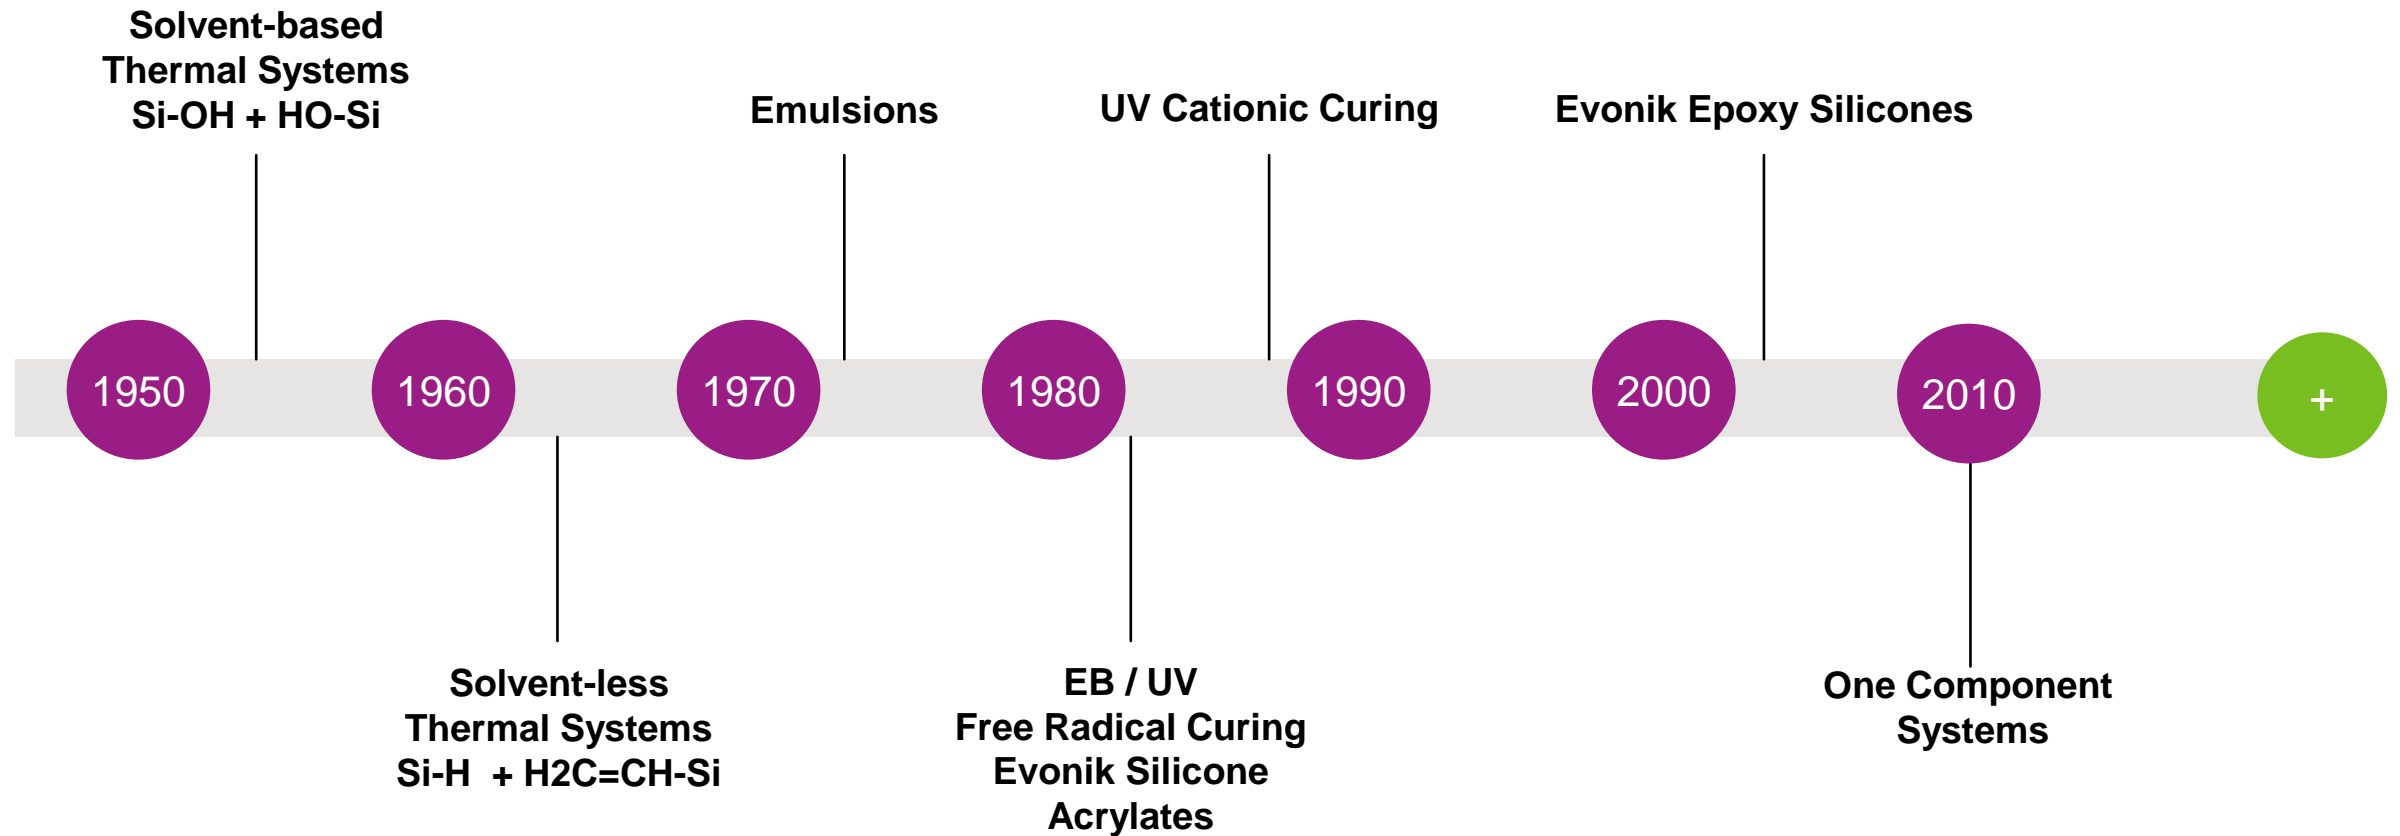 Solvent-based
Thermal Systems
Si-OH + HO-Si
Emulsions
UV Cationic Curing
Evonik Epoxy Silicones
1950
1960
1970
1980
1990
2000
2010
+
Solvent-less
Thermal Systems
Si-H + H2C=CH-Si
EB / UV
Free Radical Curing
Evonik Silicone
Acrylates
One Component
Systems